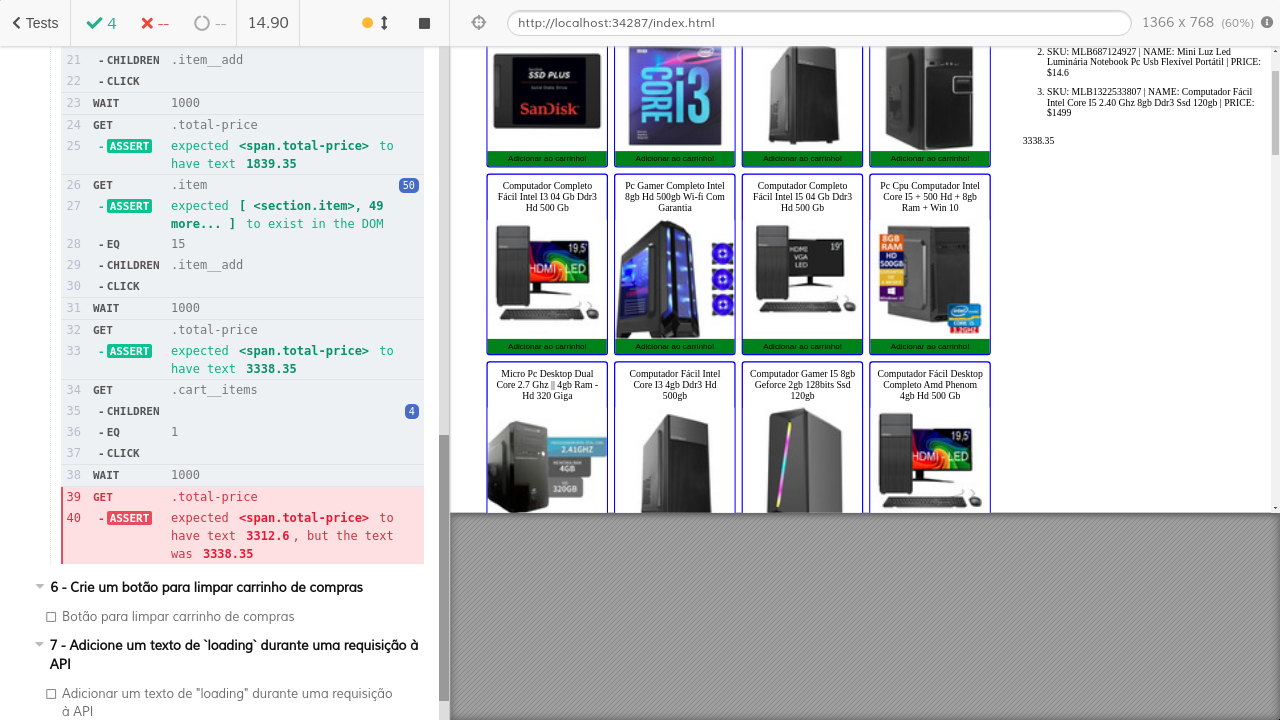 Tests
4
--
--
14.90
http://localhost:34287/index.html
1366 x 768 (60%)
21 -CHILDREN .item__add
22 -CLICK
23 WAIT 1000
24 GET .total-price
25 -ASSERT expected <span.total-price> to
have text 1839.35
26 GET .item 50
27 -ASSERT expected [ <section.item>, 49
more... ] to exist in the DOM
28 -EQ 15
29 -CHILDREN .item__add
30 -CLICK
31 WAIT 1000
32 GET .total-price
33 -ASSERT expected <span.total-price> to
have text 3338.35
34 GET .cart_items
35 -CHILDREN 4
36 -EQ 1
37 -CLICK
38 WAIT 1000
39 GET .total-price
40 -ASSERT expected <span.total-price> to
have text 3312.6, but the text
was 3338.35
6 - Crie um botão para limpar carrinho de compras
Botão para limpar carrinho de compras
7 - Adicione um texto de `loading` durante uma requisição à
API
Adicionar um texto de "loading" durante uma requisição
à API
SSD PLUS
SanDisk
CORE i3
Adicionar ao carrinho!
Adicionar ao carrinho!
Adicionar ao carrinho!
Adicionar ao carrinho!
Computador Completo
Fácil Intel I3 04 Gb Ddr3
Hd 500 Gb
19,5"
HDMI - LED
Adicionar ao carrinho!
Pc Gamer Completo Intel
8gb Hd 500gb Wi-fi Com
Garantia
Adicionar ao carrinho!
Computador Completo
Fácil Intel I5 04 Gb Ddr3
Hd 500 Gb
19"
HDMI
VGA
LED
Adicionar ao carrinho!
Pc Cpu Computador Intel
Core I5 + 500 Hd + 8gb
Ram + Win 10
8GB
RAM
HD
500GB
CORE I5
3.2GHZ
Adicionar ao carrinho!
Micro Pc Desktop Dual
Core 2.7 Ghz || 4gb Ram -
Hd 320 Giga
2.41GHZ
4GB
HD
320GB
Computador Fácil Intel
Core I3 4gb Ddr3 Hd
500gb
Computador Gamer I5 8gb
Geforce 2gb 128bits Ssd
120gb
Computador Fácil Desktop
Completo Amd Phenom
4gb Hd 500 Gb
19,5"
HDMI - LED
Luminária Notebook Pc Usb Flexível Portátil | PRICE:
$14.6
3. SKU: MLB1222533807 | NAME: Computador Fácil
Intel Core I5 2.40 Ghz 8gb Ddr3 Ssd 120gb | PRICE:
$1499
3338.35